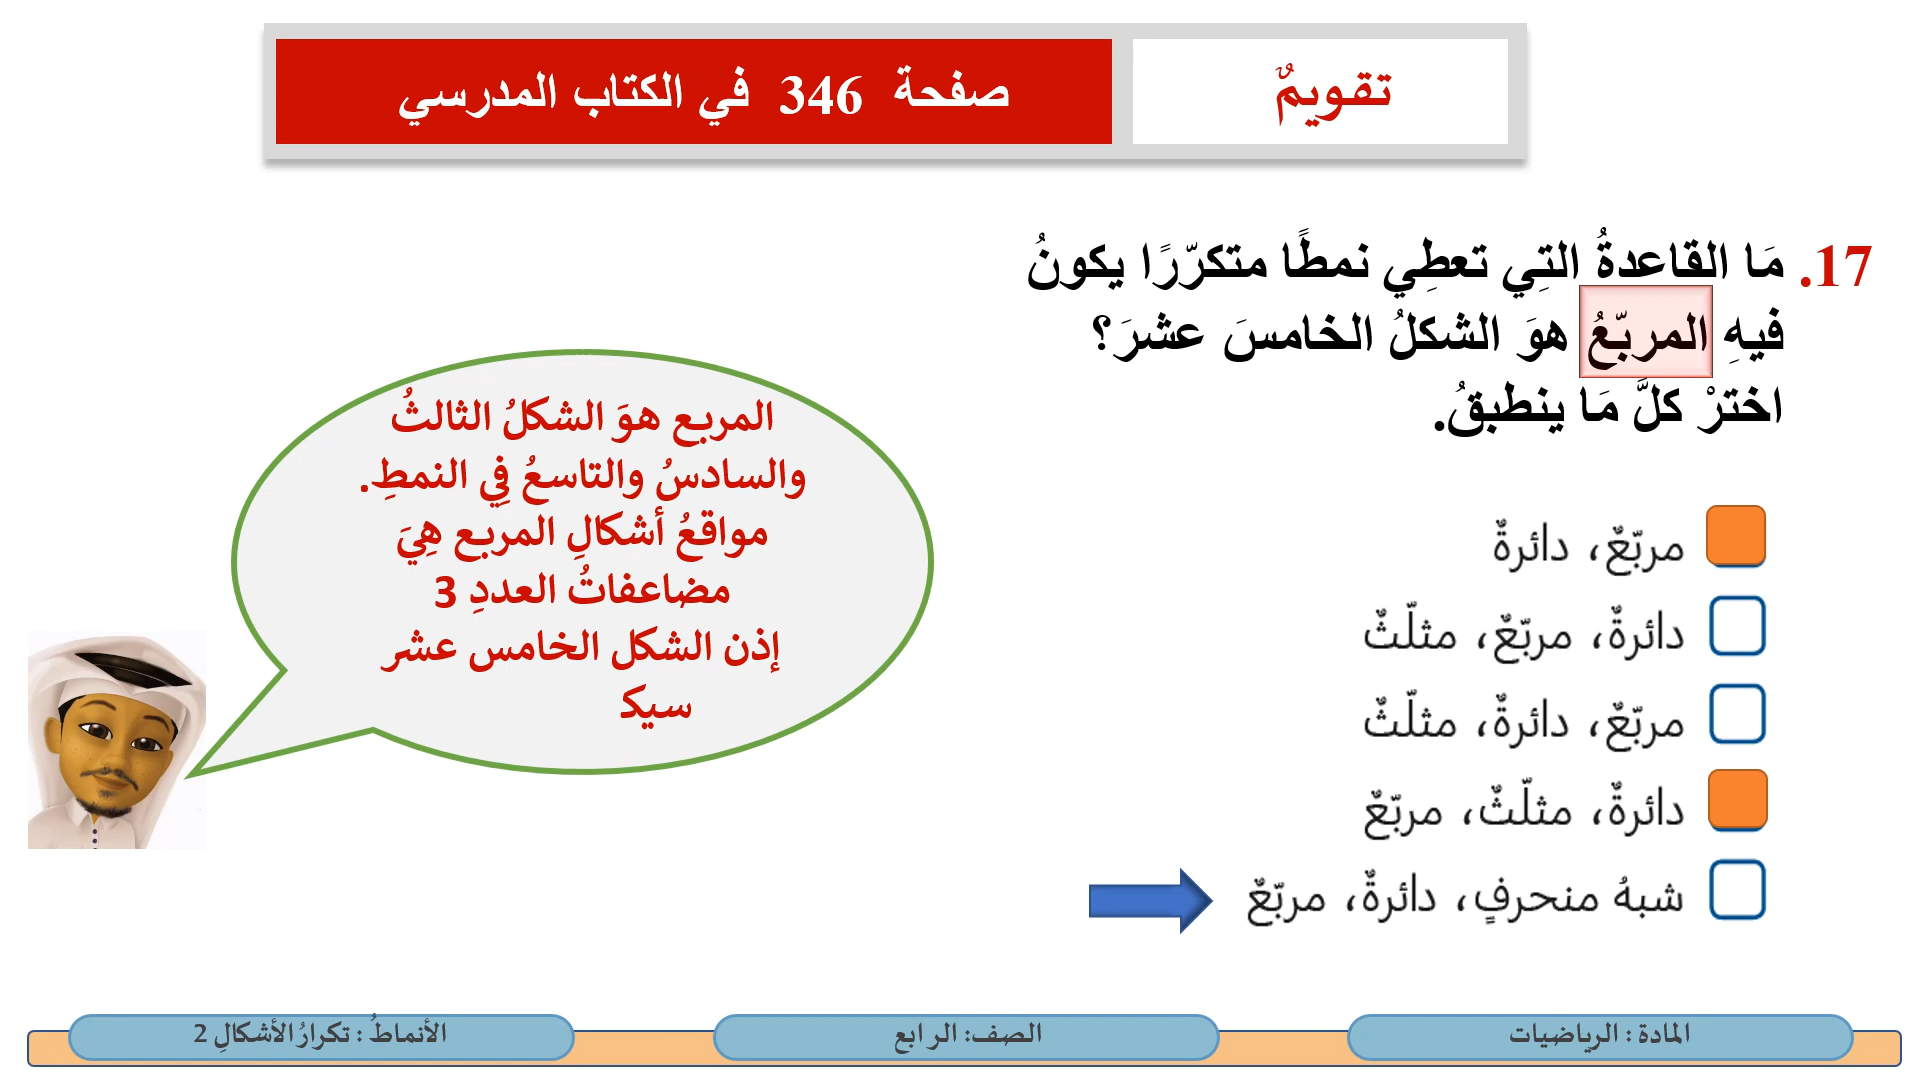 تقويمٌ
صفحة 346 في الكتاب المدرسي
17. مَا القاعدةُ التِي تعطِي نمطًا متكرّرًا يكونُ
فيهِ المربّعُ هوَ الشكلُ الخامسَ عشرَ؟
اخترْ كلَّ مَا ينطبقُ.
مربّعٌ، دائرةٌ
دائرةٌ، مربّعٌ، مثلّثٌ
مربّعٌ، دائرةٌ، مثلّثٌ
دائرةٌ، مثلّثٌ، مربّعٌ
شبهُ منحرفٍ، دائرةٌ، مربّعٌ
المربع هوَ الشكلُ الثالثُ
والسادسُ والتاسعُ فِي النمطِ.
مواقعُ أشكالِ المربع هِيَ
مضاعفاتُ العددِ 3
إذن الشكل الخامس عشر
سيك
المادة : الرياضيات
الصف: الرابع
الأنماطُ : تكرارُ الأشكالِ 2